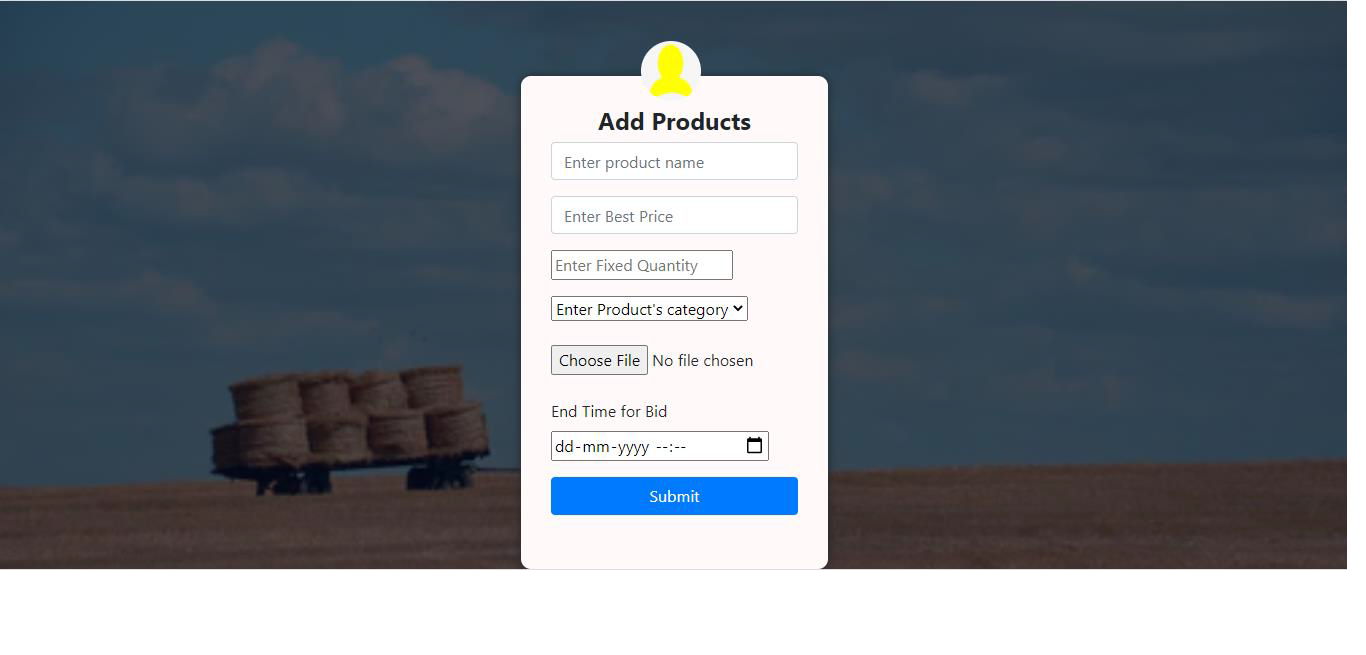 Add Products
Enter product name
Enter Best Price
Enter Fixed Quantity
Enter Product's category
Choose File No file chosen
End Time for Bid
dd-mm-yyyy --:--
Submit